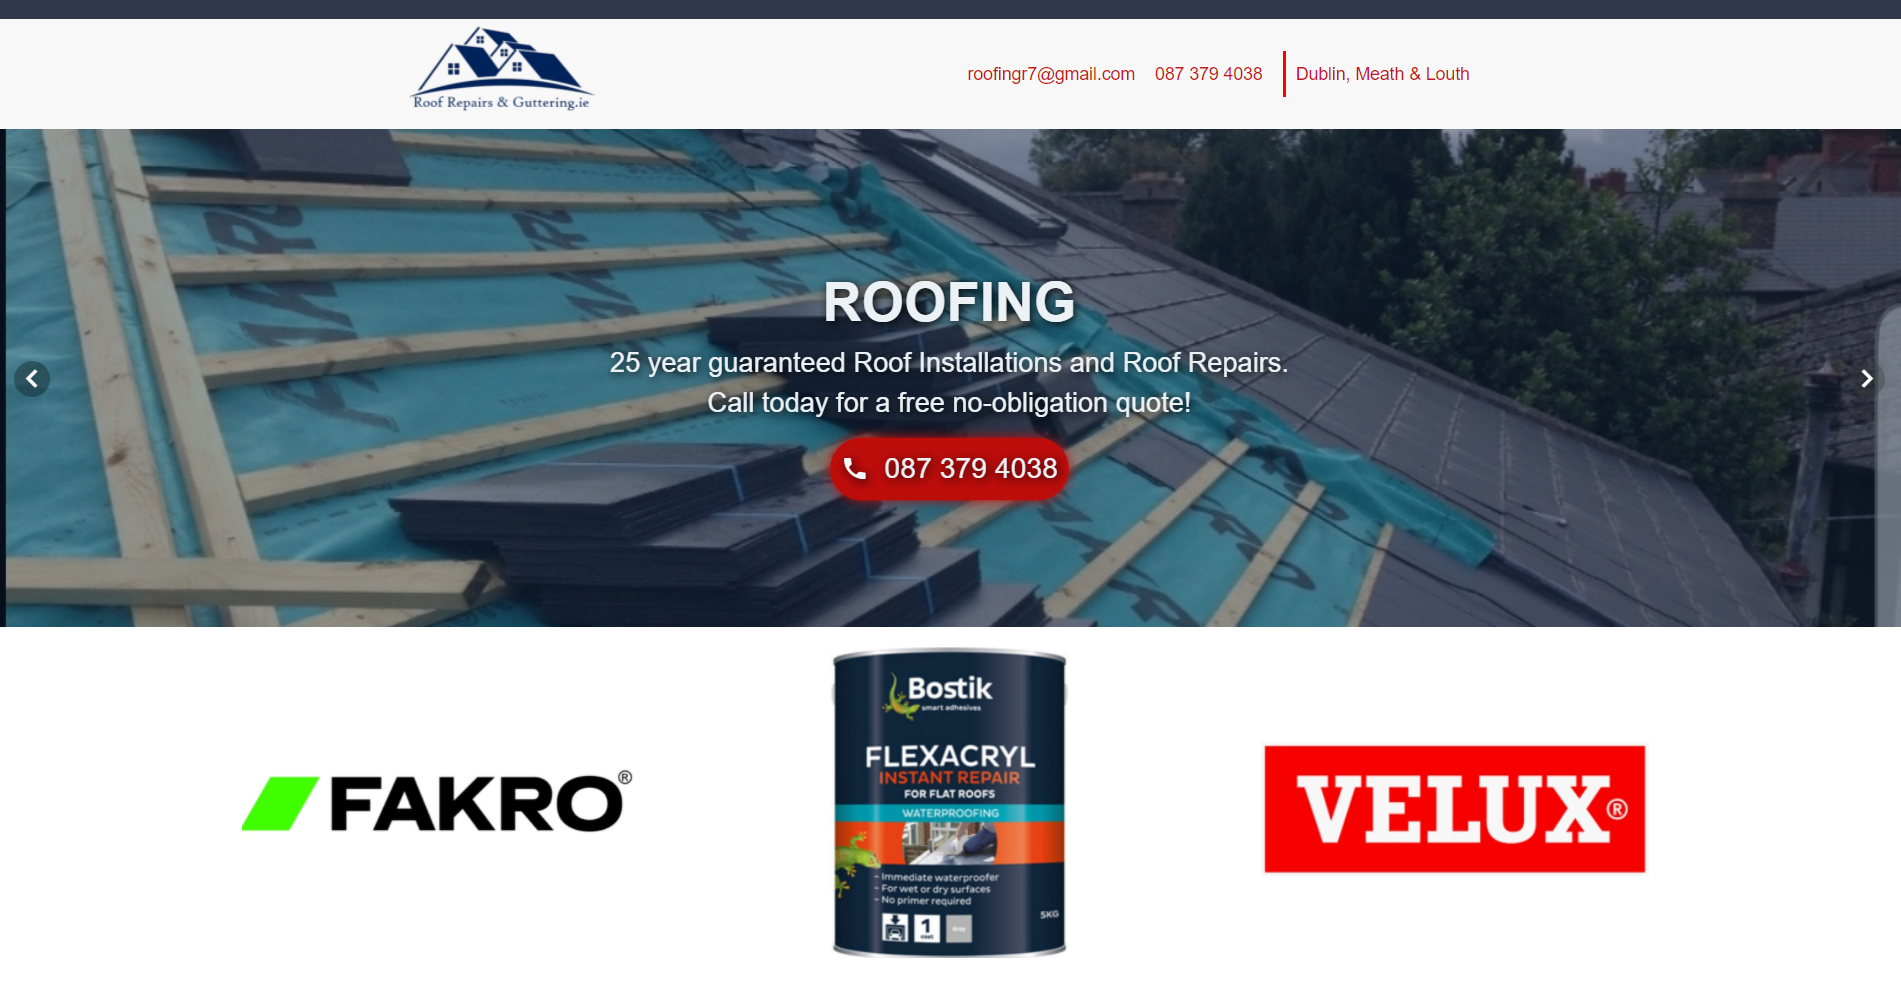 Roof Repairs & Guttering.ie
roofingr7@gmail.com 087 379 4038 Dublin, Meath & Louth
ROOFING
25 year guaranteed Roof Installations and Roof Repairs.
Call today for a free no-obligation quote!
087 379 4038
FAKRO®
Bostik
smart adhesives
FLEXACRYL
INSTANT REPAIR
FOR FLAT ROOFS
WATERPROOFING
- Immediate waterproofer
- For wet or dry surfaces
- No primer required
5KG
1
coat
Grey
VELUX®